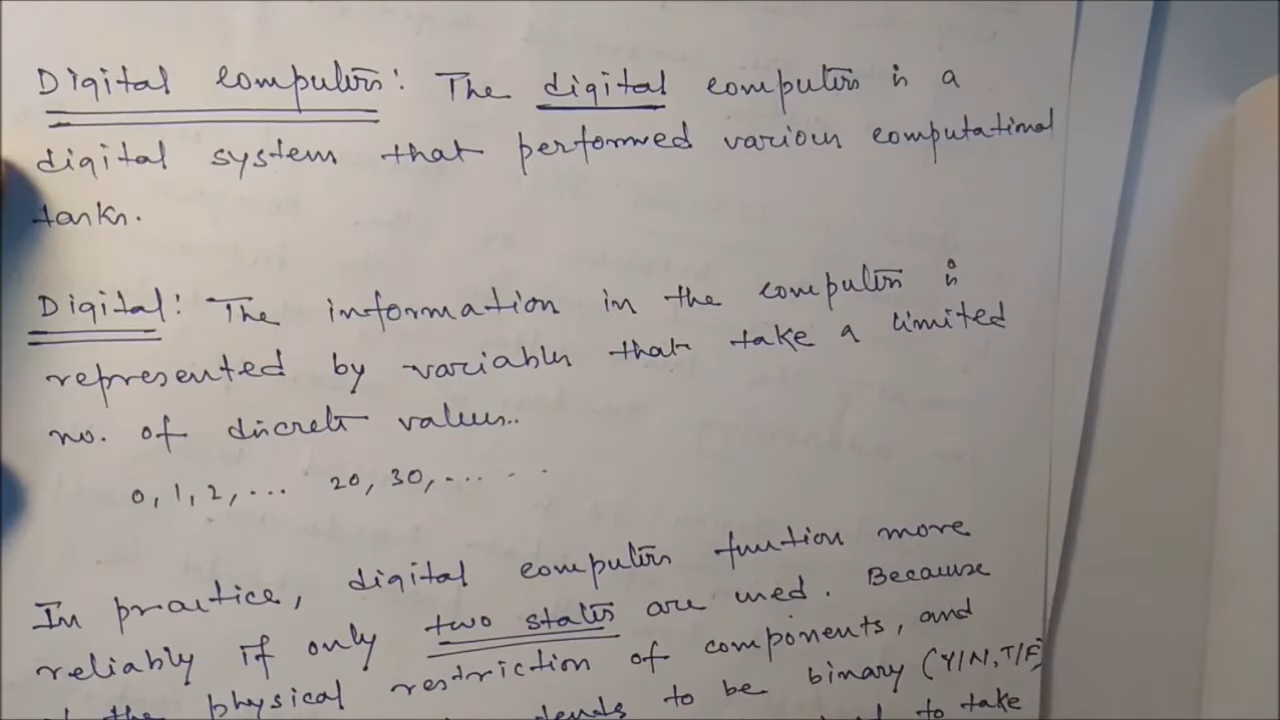 Digital computers: The digital computer is a
digital system that performed various computational
tasks.
Digital: The information in the computer is
represented by variables that take a limited
no. of discrete values..
0, 1, 2, ... 20, 30, .... ..
In practice, digital computers function more
reliably if only two states are used. Because
the physical restriction of components, and
tends to be binary (Y/N, T/F)
to take